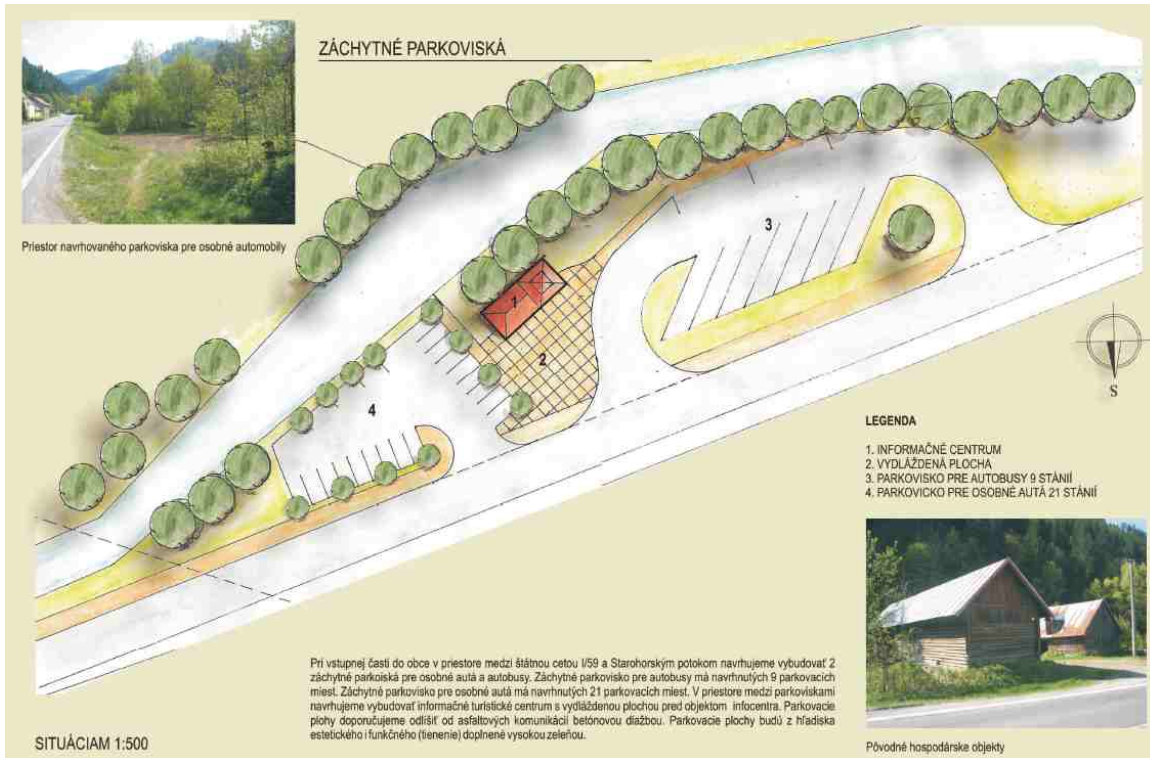 ZÁCHYTNÉ PARKOVISKÁ
Priestor navrhovaného parkoviska pre osobné automobily
1
2
3
4
S
LEGENDA
1. INFORMAČNÉ CENTRUM
2. VYDLÁŽDENÁ PLOCHA
3. PARKOVISKO PRE AUTOBUSY 9 STÁNIÍ
4. PARKOVICKO PRE OSOBNÉ AUTÁ 21 STÁNIÍ
Pri vstupnej časti do obce v priestore medzi štátnou cetou I/59 a Starohorským potokom navrhujeme vybudovať 2
záchytné parkoiská pre osobné autá a autobusy. Záchytné parkovisko pre autobusy má navrhnutých 9 parkovacích
miest. Záchytné parkovisko pre osobné autá má navrhnutých 21 parkovacích miest. V priestore medzi parkoviskami
navrhujeme vybudovať informačné turistické centrum s vydláždenou plochou pred objektom infocentra. Parkovacie
plohy doporučujeme odlíšiť od asfaltových komunikácií betónovou dlažbou. Parkovacie plochy budú z hľadiska
estetického i funkčného (tienenie) doplnené vysokou zeleňou.
SITUÁCIAM 1:500
Pôvodné hospodárske objekty